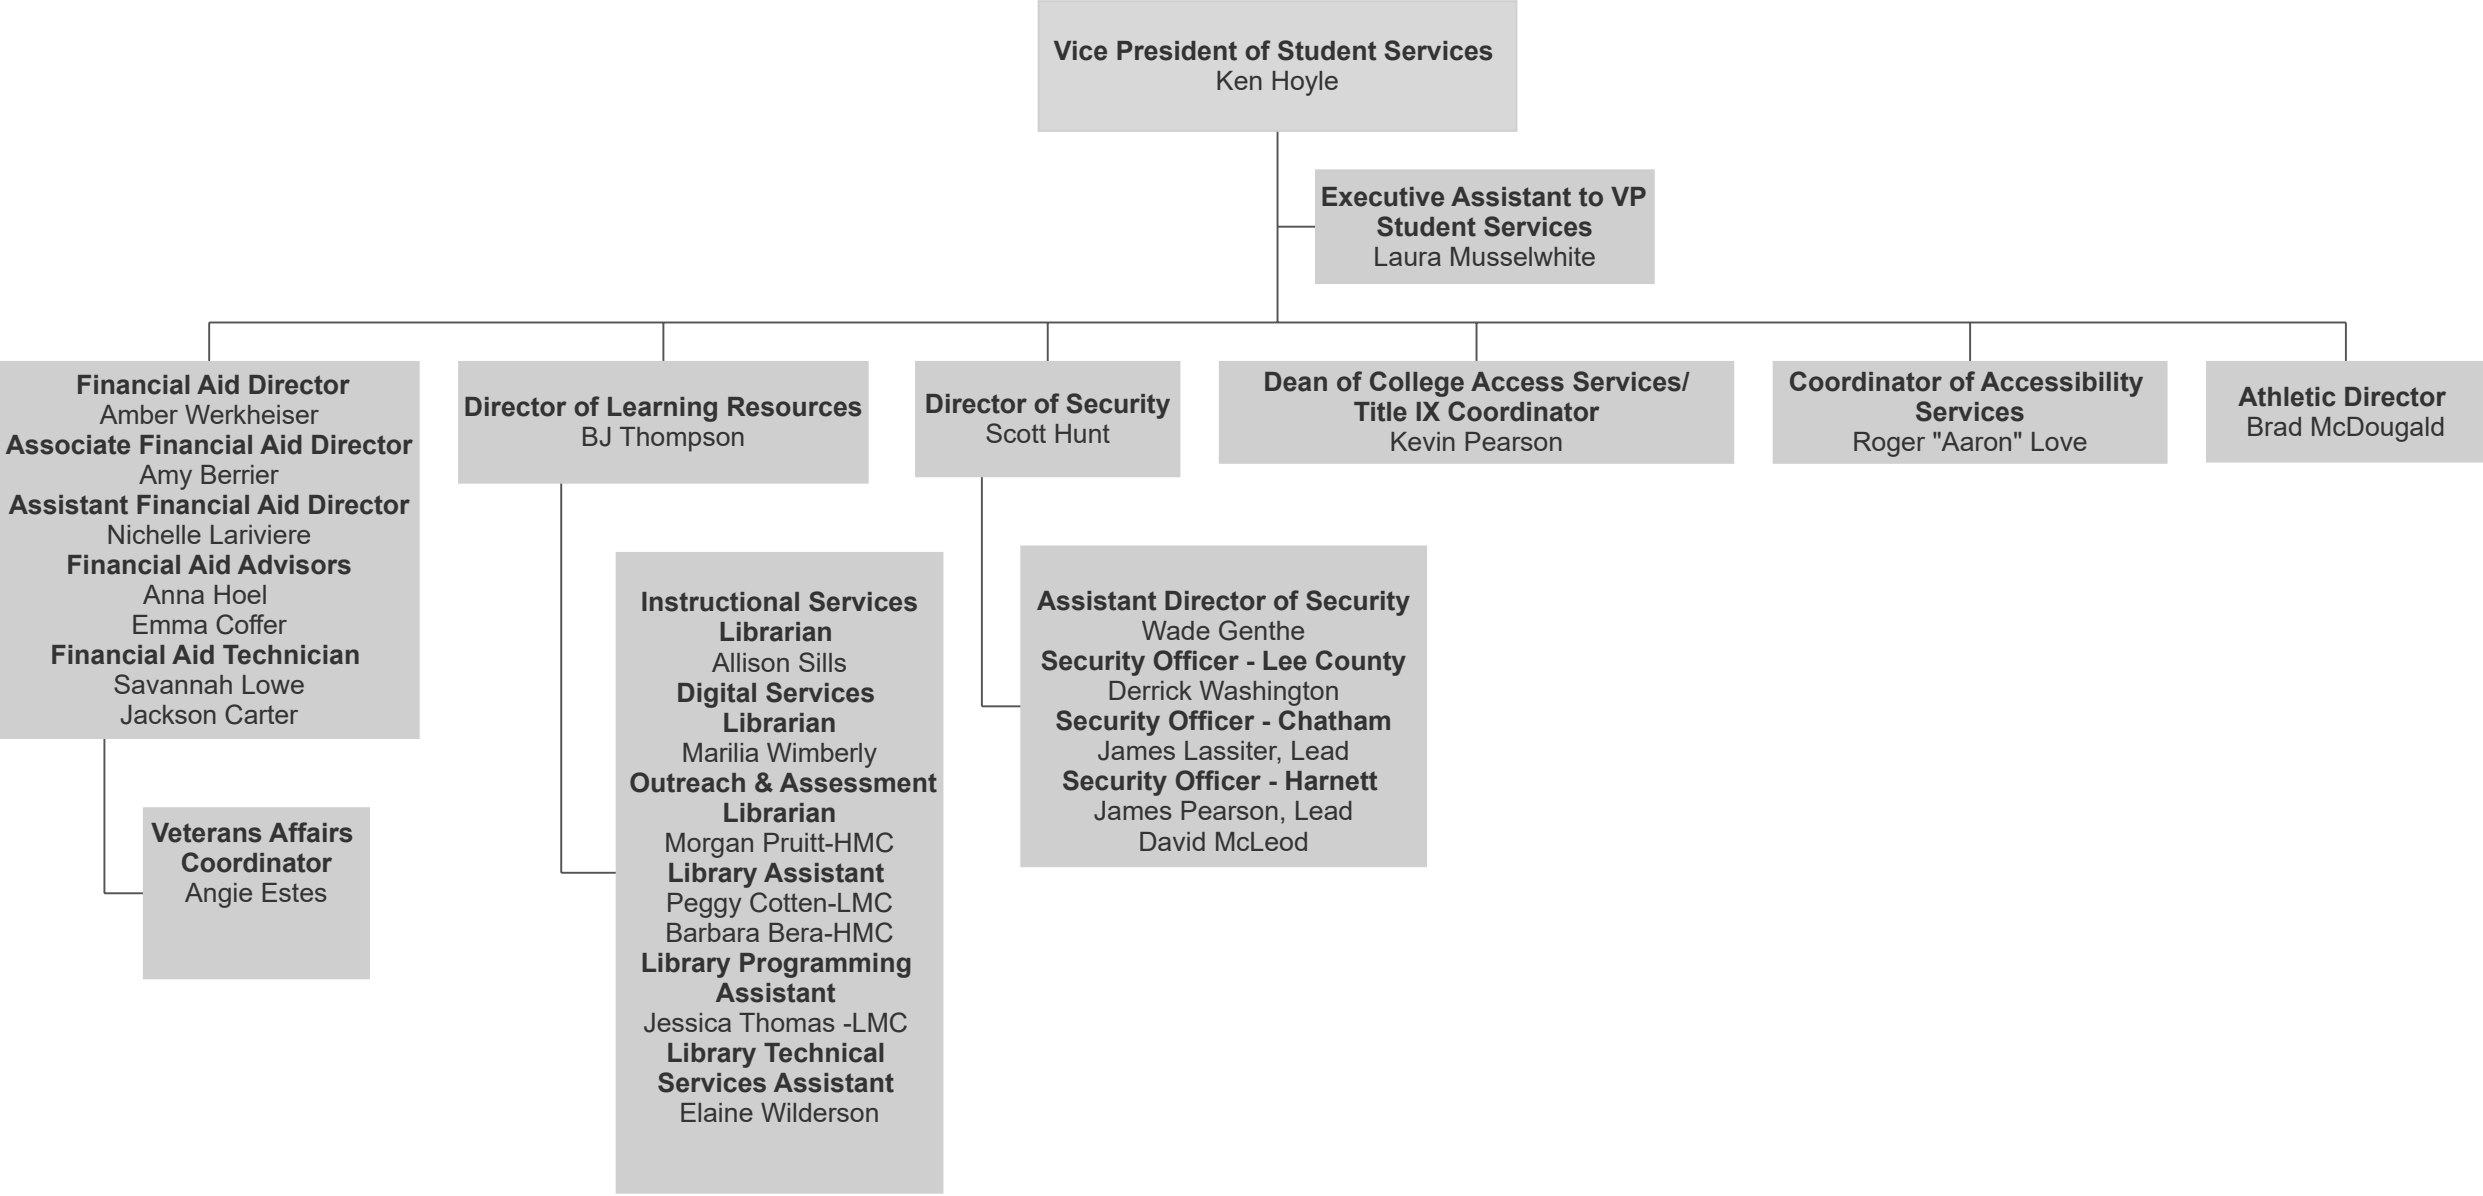 Vice President of Student Services
Ken Hoyle
Executive Assistant to VP
Student Services
Laura Musselwhite
Financial Aid Director
Amber Werkheiser
Associate Financial Aid Director
Amy Berrier
Assistant Financial Aid Director
Nichelle Lariviere
Financial Aid Advisors
Anna Hoel
Emma Coffer
Financial Aid Technician
Savannah Lowe
Jackson Carter
Veterans Affairs
Coordinator
Angie Estes
Director of Learning Resources
BJ Thompson
Instructional Services
Librarian
Allison Sills
Digital Services
Librarian
Marilia Wimberly
Outreach & Assessment
Librarian
Morgan Pruitt-HMC
Library Assistant
Peggy Cotten-LMC
Barbara Bera-HMC
Library Programming
Assistant
Jessica Thomas -LMC
Library Technical
Services Assistant
Elaine Wilderson
Director of Security
Scott Hunt
Assistant Director of Security
Wade Genthe
Security Officer - Lee County
Derrick Washington
Security Officer - Chatham
James Lassiter, Lead
Security Officer - Harnett
James Pearson, Lead
David McLeod
Dean of College Access Services/
Title IX Coordinator
Kevin Pearson
Coordinator of Accessibility
Services
Roger "Aaron" Love
Athletic Director
Brad McDougald